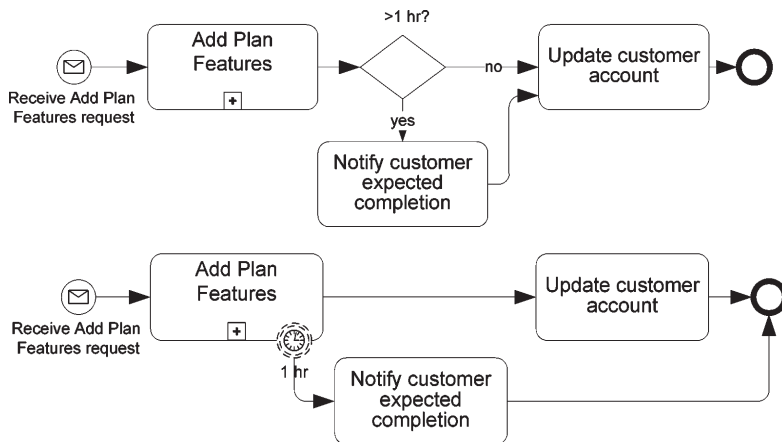 >1 hr?
Add Plan
Features
Update customer
account
no
Receive Add Plan
Features request
yes
Notify customer
expected
completion
Add Plan
Features
Update customer
account
Receive Add Plan
Features request
1 hr
Notify customer
expected
completion